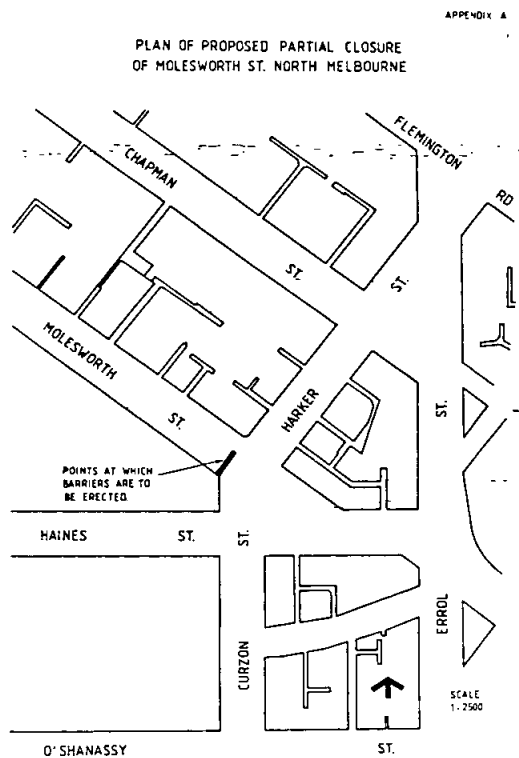 APPENDIX A
PLAN OF PROPOSED PARTIAL CLOSURE
OF MOLESWORTH ST. NORTH MELBOURNE
FLEMINGTON
RD
CHAPMAN
ST.
ST.
MOLESWORTH
ST.
HARKER
ST.
POINTS AT WHICH
BARRIERS ARE TO
BE ERECTED.
HAINES
ST.
ST.
CURZON
ERROL
SCALE
1:2500
O'SHANASSY
ST.